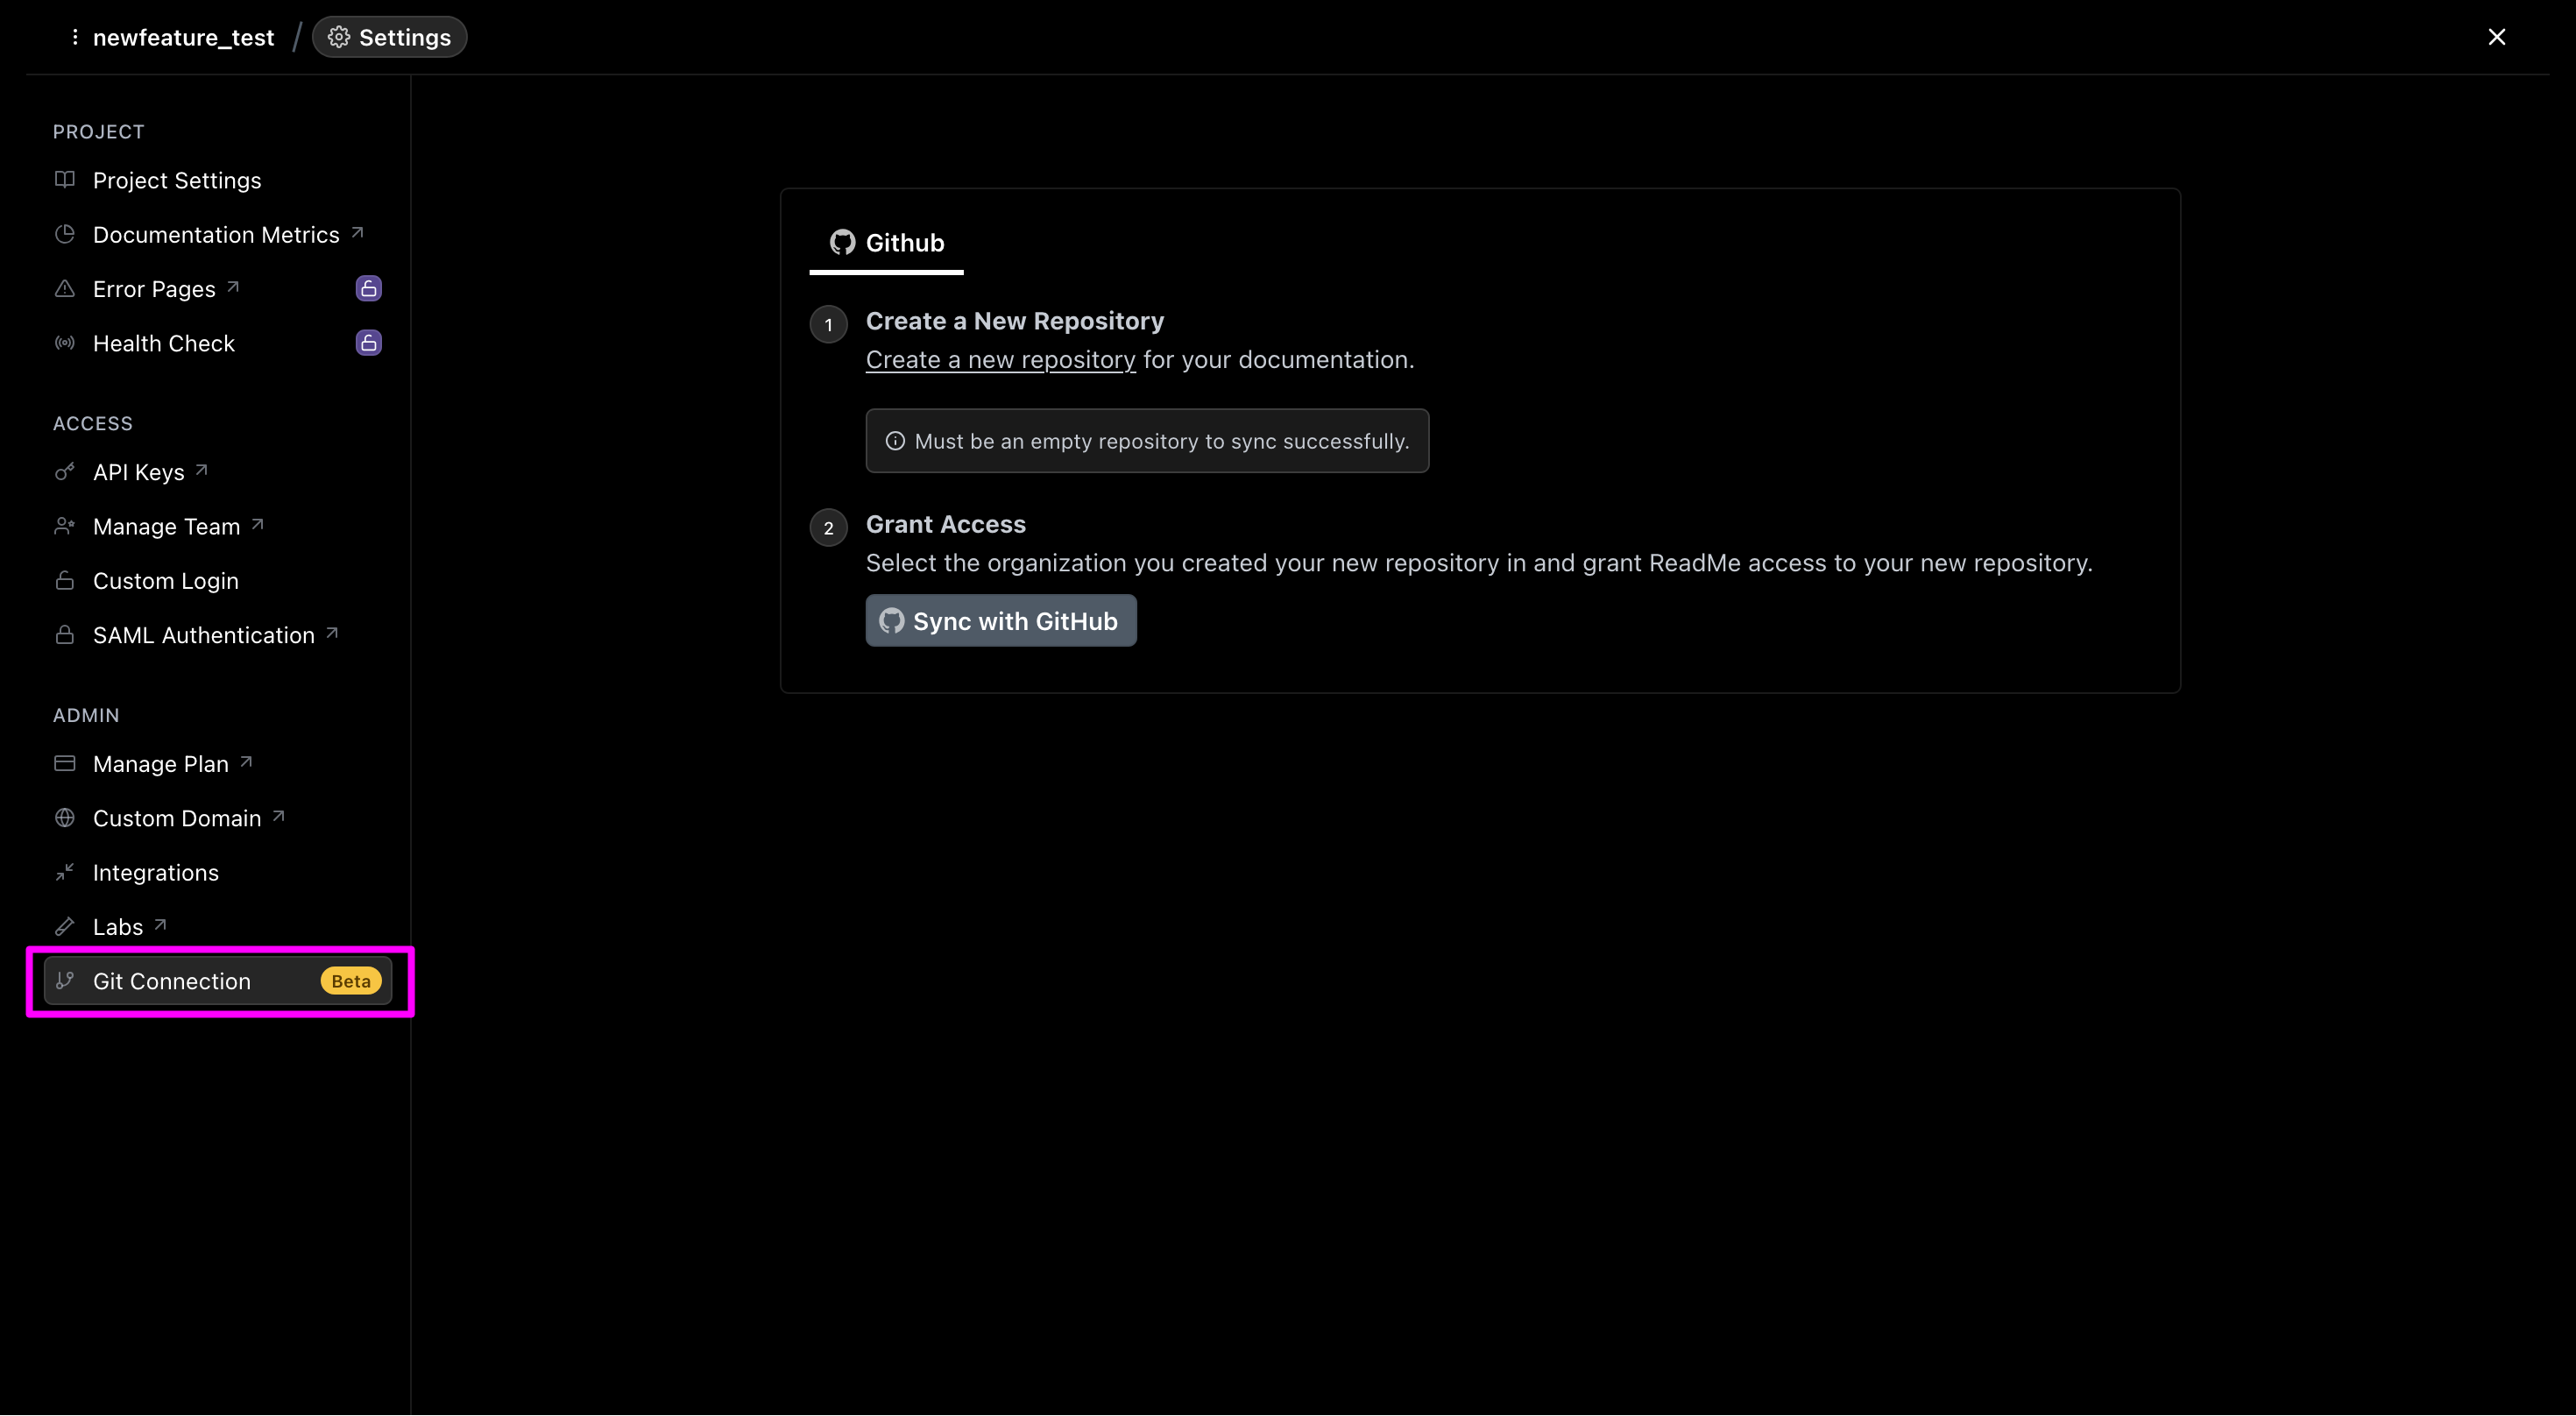 newfeature_test / Settings
PROJECT
Project Settings
Documentation Metrics
Error Pages
Health Check
ACCESS
API Keys
Manage Team
Custom Login
SAML Authentication
ADMIN
Manage Plan
Custom Domain
Integrations
Labs
Git Connection Beta
Github
1 Create a New Repository
Create a new repository for your documentation.
Must be an empty repository to sync successfully.
2 Grant Access
Select the organization you created your new repository in and grant ReadMe access to your new repository.
Sync with GitHub